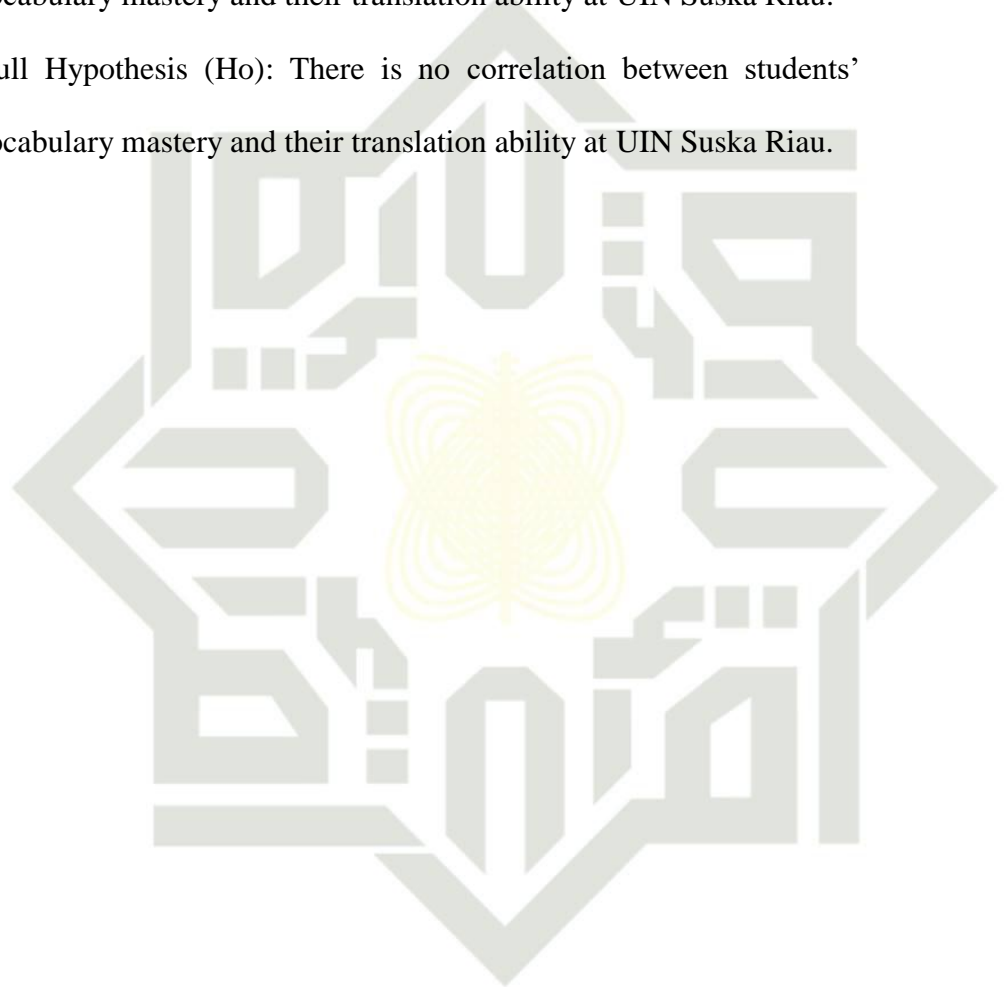 ocabulary mastery and their translation ability at UIN Suska Riau.
ull Hypothesis (Ho): There is no correlation between students’
ocabulary mastery and their translation ability at UIN Suska Riau.